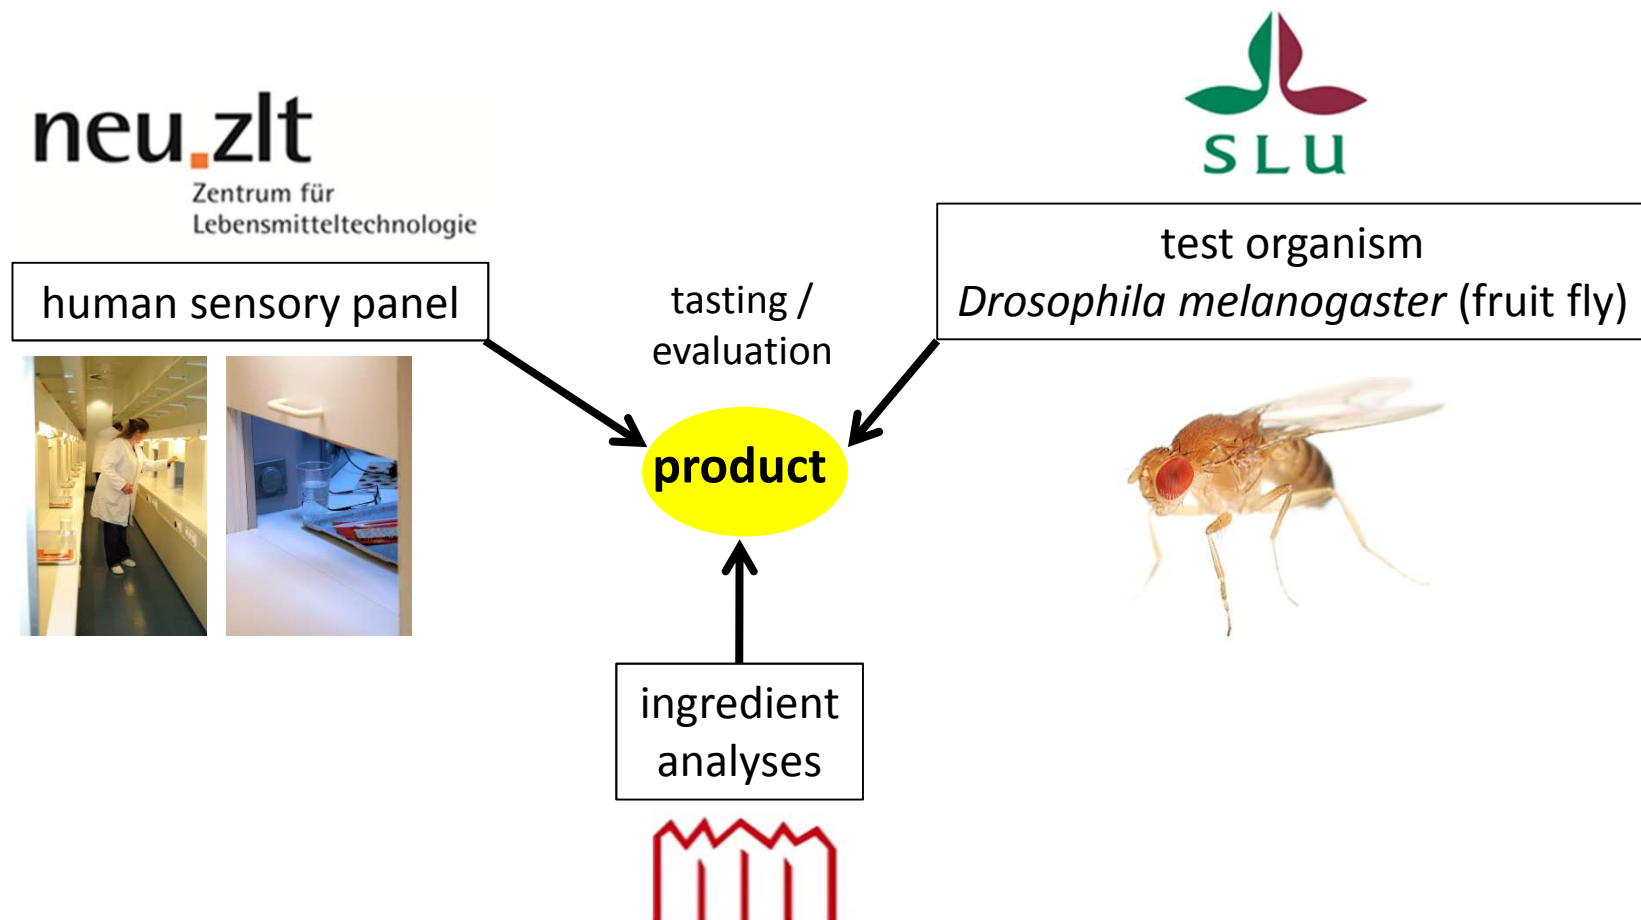 neu.zlt
Zentrum für
Lebensmitteltechnologie
human sensory panel
tasting /
evaluation
SLU
test organism
Drosophila melanogaster (fruit fly)
product
ingredient
analyses